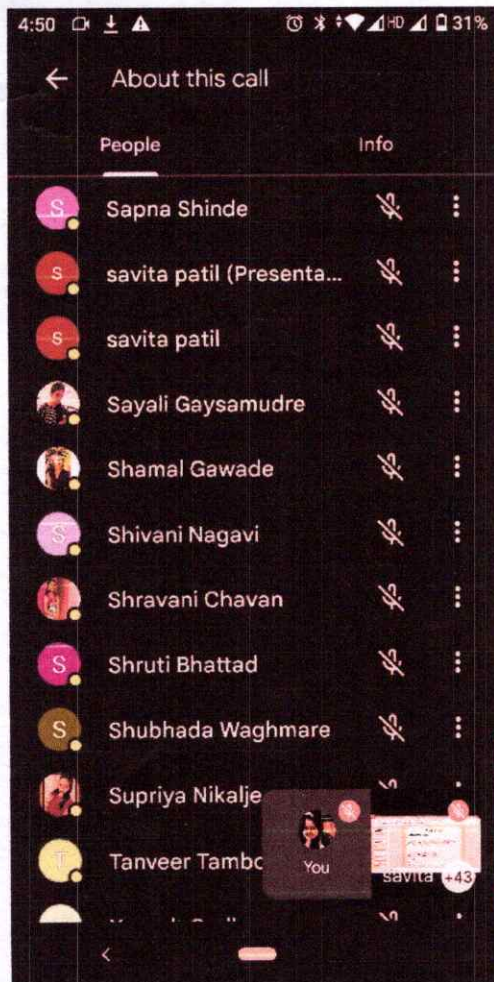 4:50 HD 31%
About this call
People Info
S Sapna Shinde
s savita patil (Presenta...
s savita patil
Sayali Gaysamudre
Shamal Gawade
S Shivani Nagavi
Shravani Chavan
S Shruti Bhattad
S Shubhada Waghmare
Supriya Nikalje
T Tanveer Tambo
You
savita +43